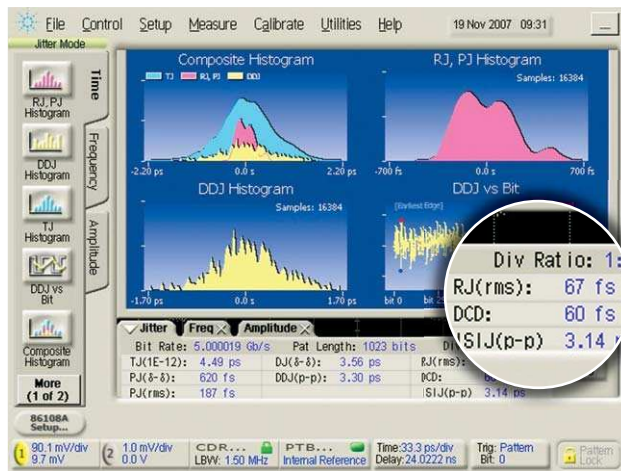 File Control Setup Measure Calibrate Utilities Help 19 Nov 2007 09:31
Jitter Mode
Time
Frequency
Amplitude
RJ, PJ
Histogram
DDJ
Histogram
TJ
Histogram
DDJ vs
Bit
Composite
Histogram
More
(1 of 2)
86108A
Setup...
Composite Histogram
TJ RJ, PJ DDJ
-2.20 ps 0.0 s 2.20 ps
RJ, PJ Histogram
Samples: 16384
-700 fs 0.0 s 700 fs
DDJ Histogram
Samples: 16384
-1.70 ps 0.0 s
DDJ vs Bit
[Earliest Edge]
bit 0
Div Ratio: 1:
RJ(rms): 67 fs
DCD: 60 fs
ISIJ(p-p) 3.14
Jitter Freq Amplitude
Bit Rate: 5.000019 Gb/s Pat Length: 1023 bits
TJ(1E-12): 4.49 ps DJ(δ-δ): 3.56 ps RJ(rms):
PJ(δ-δ): 620 fs DDJ(p-p): 3.30 ps DCD:
PJ(rms): 187 fs ISIJ(p-p) 3.14 ps
1 90.1 mV/div
9.7 mV
2 1.0 mV/div
0.0 V
CDR...
LBW: 1.50 MHz
PTB...
Internal Reference
Time:33.3 ps/div
Delay:24.0222 ns
Trig: Pattern
Bit: 0
Pattern
Lock